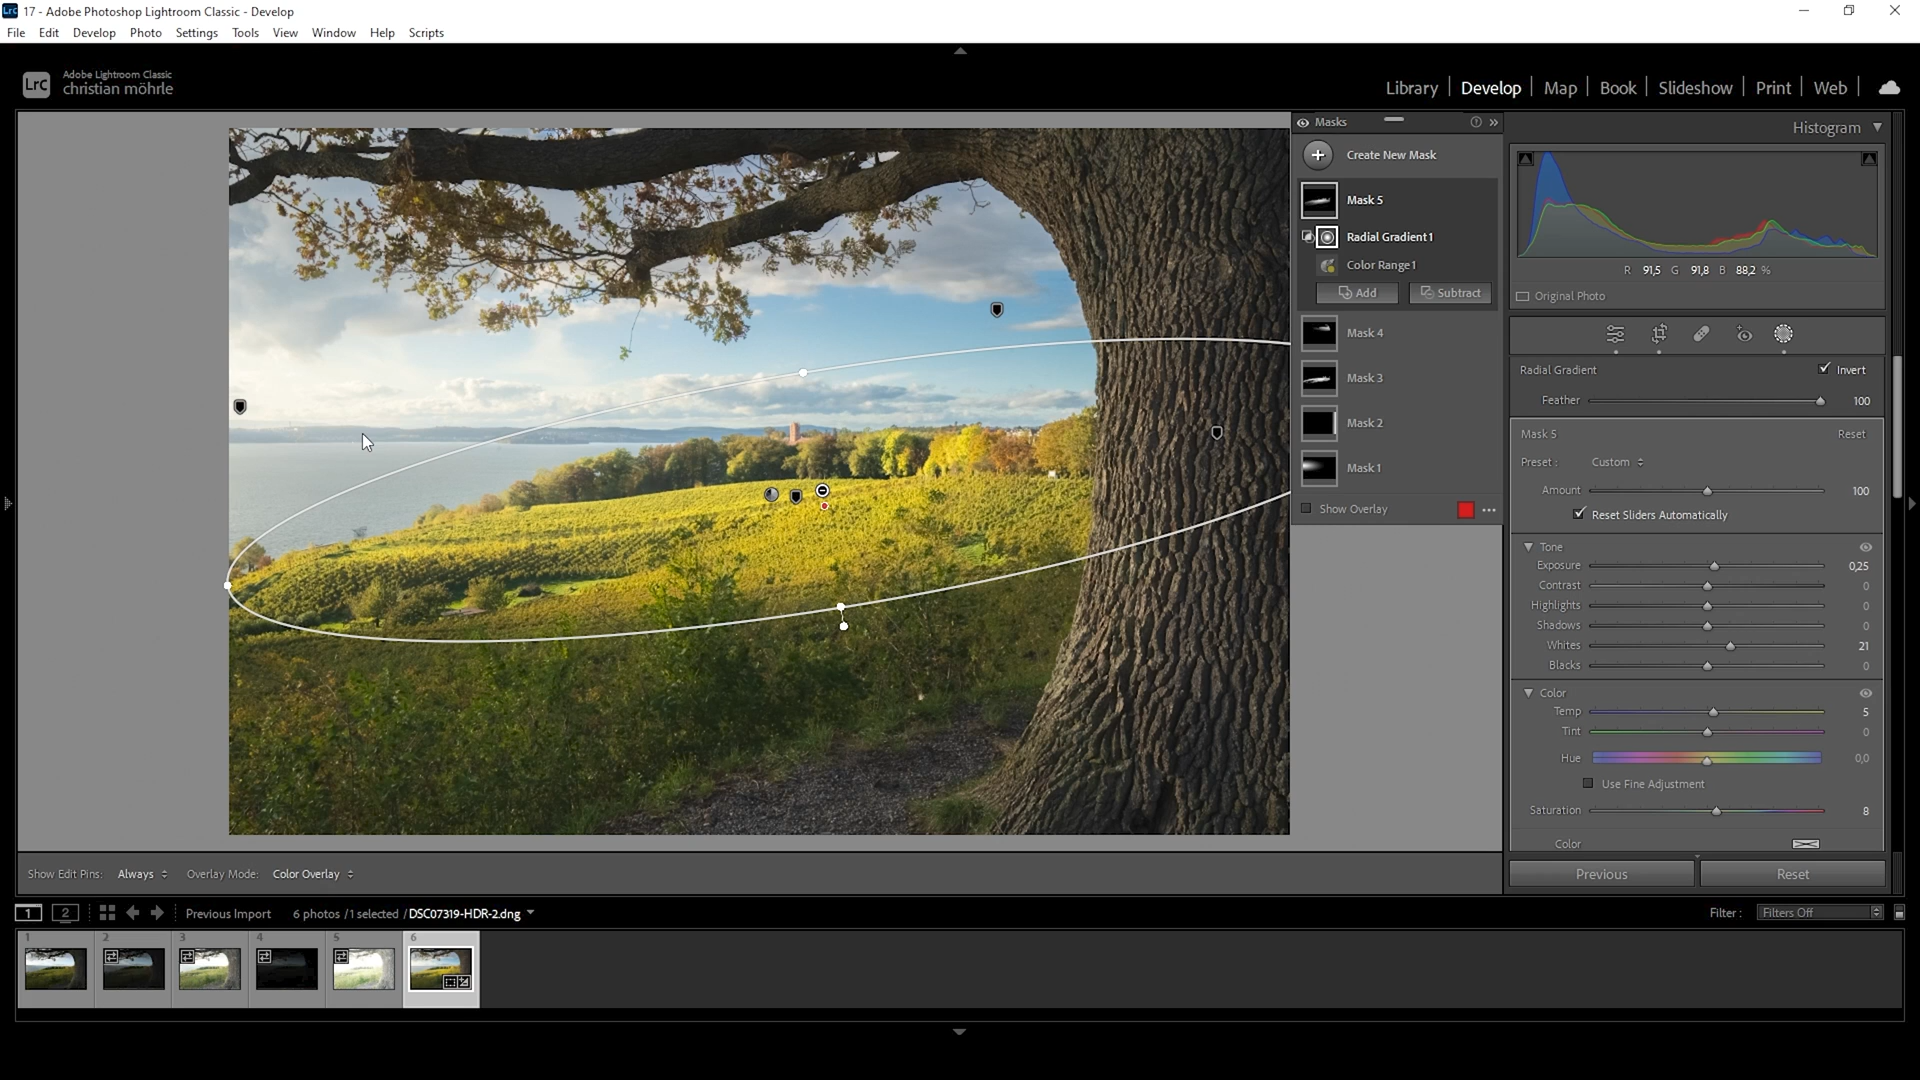 Lrc 17 - Adobe Photoshop Lightroom Classic - Develop
File Edit Develop Photo Settings Tools View Window Help Scripts
LrC Adobe Lightroom Classic
christian möhrle
Library Develop Map Book Slideshow Print Web
Masks
Create New Mask
Mask 5
Radial Gradient 1
Color Range 1
Add Subtract
Mask 4
Mask 3
Mask 2
Mask 1
Show Overlay
Histogram
R 91,5 G 91,8 B 88,2 %
Original Photo
Radial Gradient Invert
Feather 100
Mask 5 Reset
Preset : Custom
Amount 100
Reset Sliders Automatically
Tone
Exposure 0,25
Contrast 0
Highlights 0
Shadows 0
Whites 21
Blacks 0
Color
Temp 5
Tint 0
Hue 0,0
Use Fine Adjustment
Saturation 8
Color
Previous Reset
Show Edit Pins: Always Overlay Mode: Color Overlay
1 2 Previous Import 6 photos / 1 selected / DSC07319-HDR-2.dng Filter : Filters Off
1 2 3 4 5 6